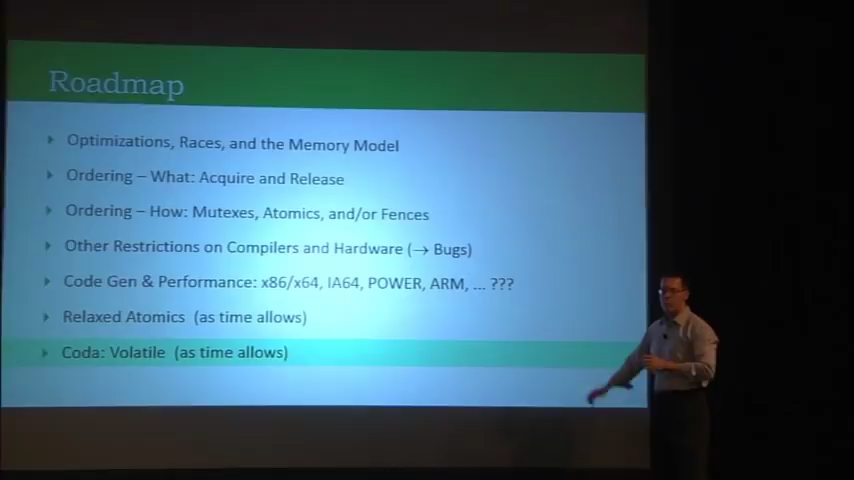 Roadmap
Optimizations, Races, and the Memory Model
Ordering – What: Acquire and Release
Ordering – How: Mutexes, Atomics, and/or Fences
Other Restrictions on Compilers and Hardware (→ Bugs)
Code Gen & Performance: x86/x64, IA64, POWER, ARM, ... ???
Relaxed Atomics (as time allows)
Coda: Volatile (as time allows)